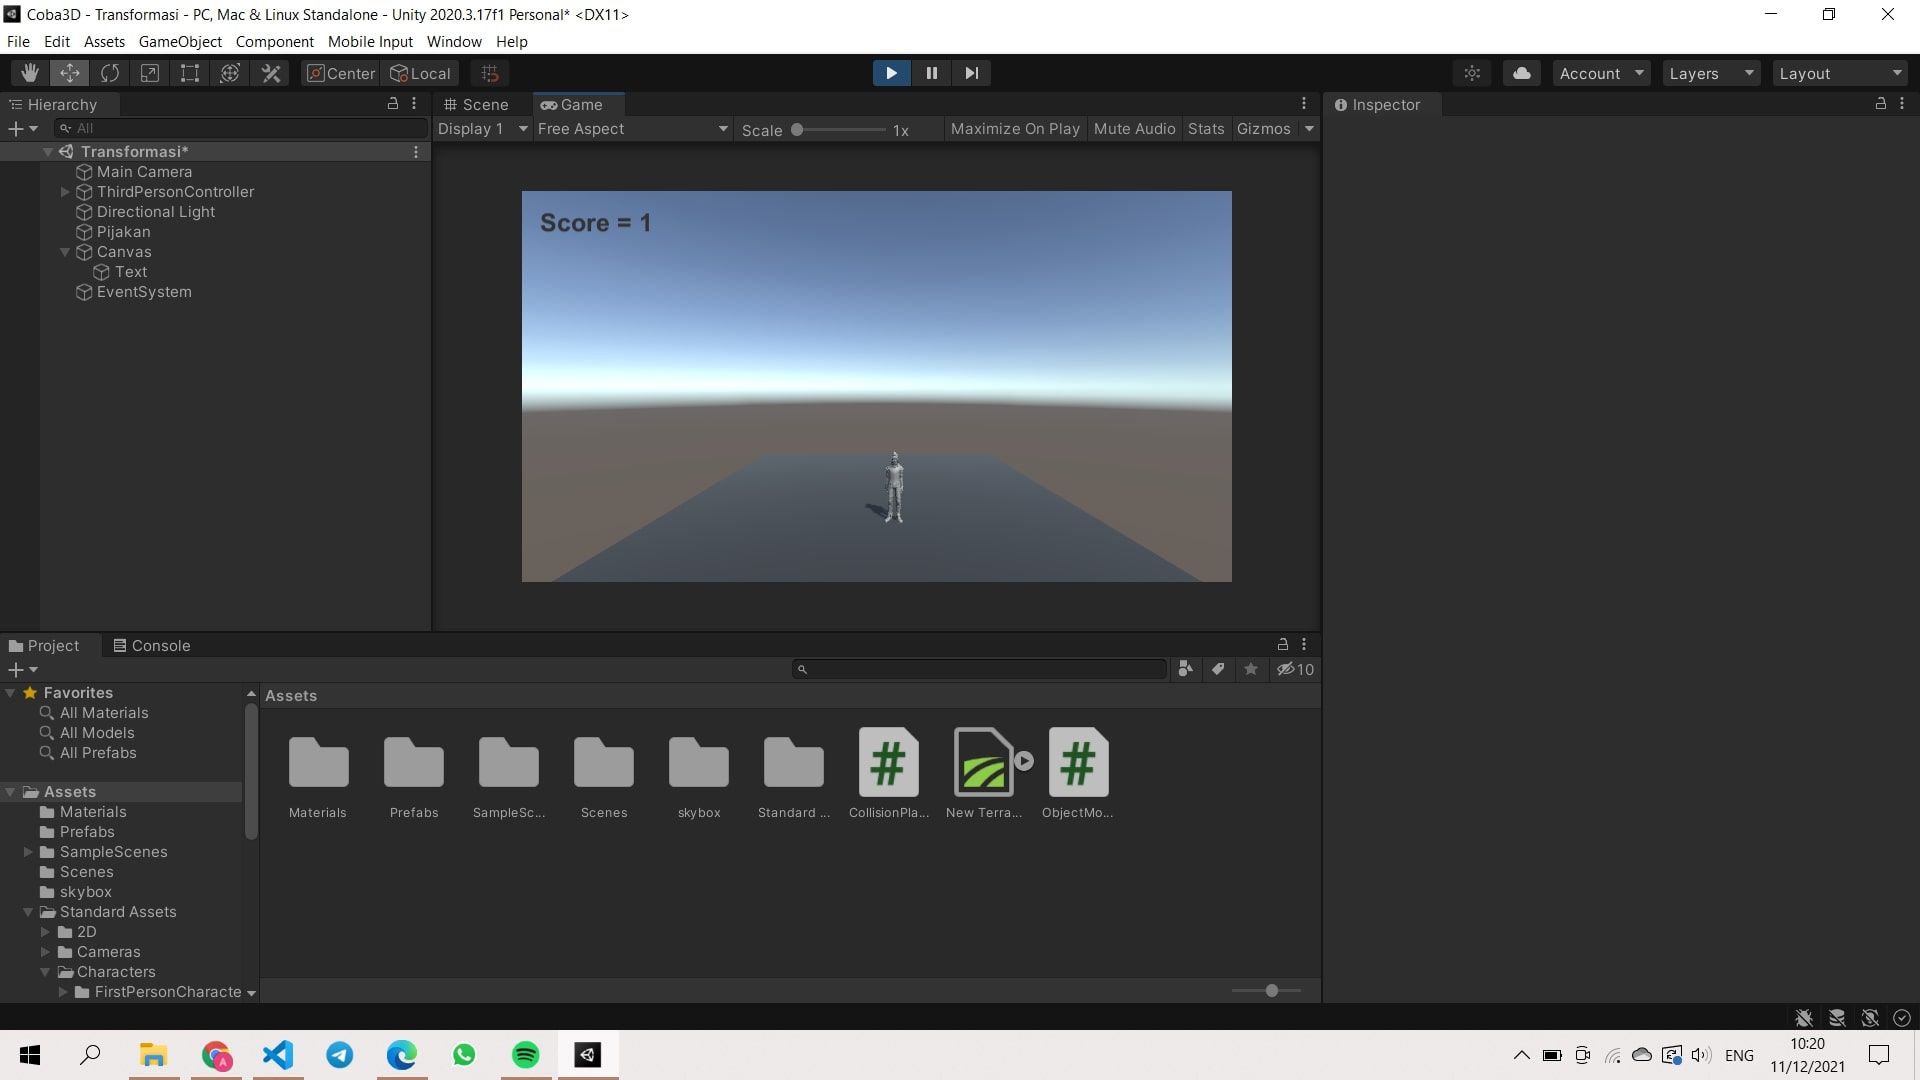 Coba3D - Transformasi - PC, Mac & Linux Standalone - Unity 2020.3.17f1 Personal* <DX11>
File Edit Assets GameObject Component Mobile Input Window Help
Center Local Account Layers Layout
Hierarchy Scene Game Inspector
All Display 1 Free Aspect Scale 1x Maximize On Play Mute Audio Stats Gizmos
Transformasi*
Main Camera
ThirdPersonController
Directional Light
Pijakan
Canvas
Text
EventSystem
Score = 1
Project Console
10
Favorites
All Materials
All Models
All Prefabs
Assets
Materials
Prefabs
SampleScenes
Scenes
skybox
Standard Assets
2D
Cameras
Characters
FirstPersonCharacte
Assets
Materials Prefabs SampleSc... Scenes skybox Standard ... CollisionPla... New Terra... ObjectMo...
A
ENG
10:20
11/12/2021